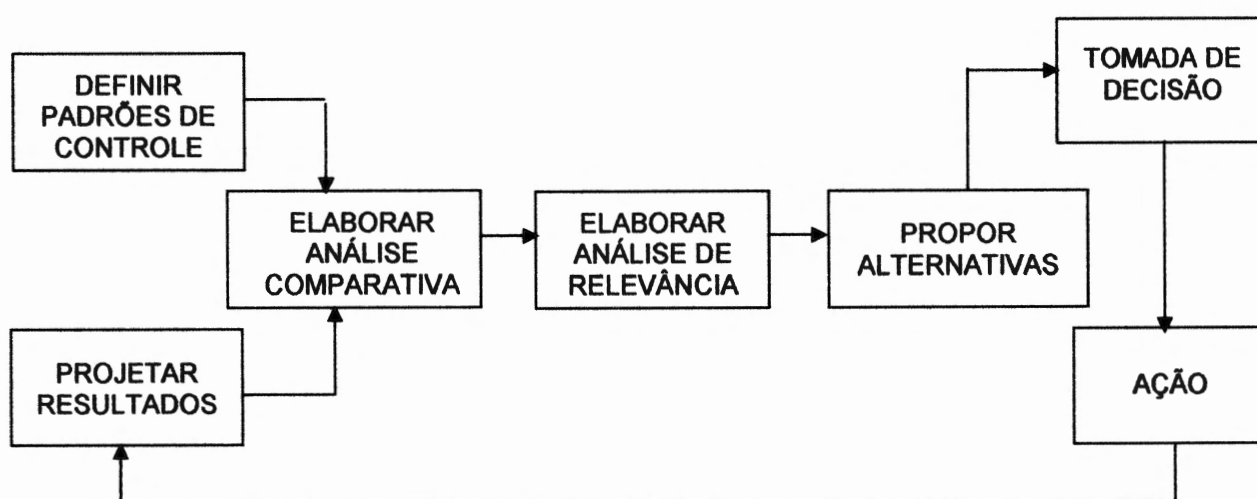 DEFINIR
PADRÕES DE
CONTROLE
PROJETAR
RESULTADOS
ELABORAR
ANÁLISE
COMPARATIVA
ELABORAR
ANÁLISE DE
RELEVÂNCIA
PROPOR
ALTERNATIVAS
TOMADA DE
DECISÃO
AÇÃO